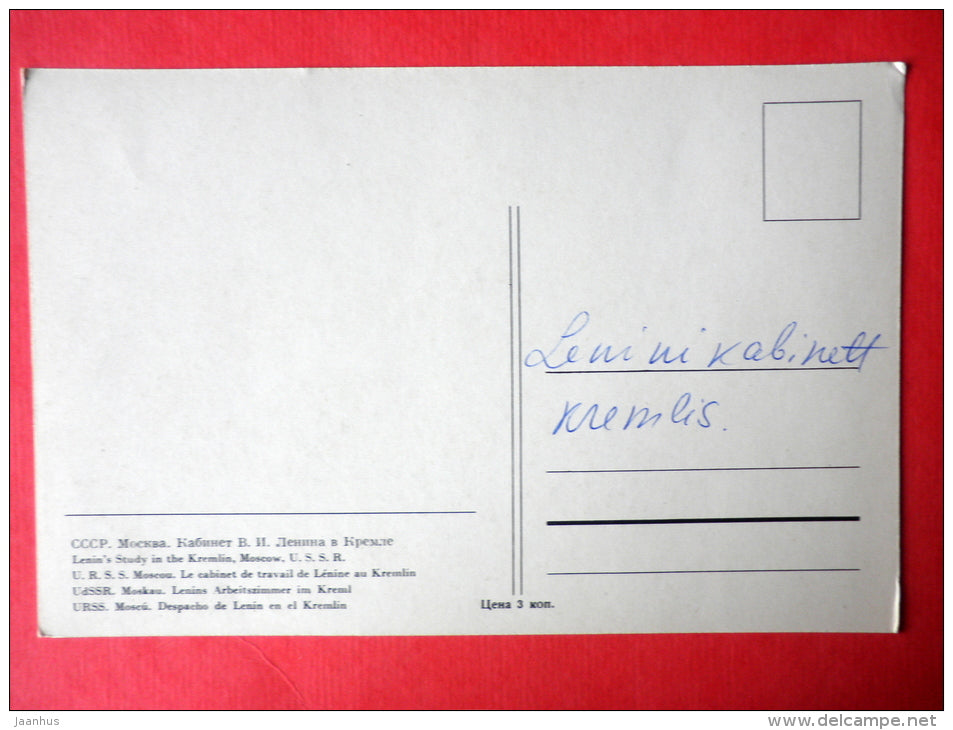 Lenini kabinett
kremlis.
СССР. Москва. Кабинет В. И. Ленина в Кремле
Lenin's Study in the Kremlin, Moscow, U. S. S. R.
U. R. S. S. Moscou. Le cabinet de travail de Lénine au Kremlin
UdSSR. Moskau. Lenins Arbeitszimmer im Kreml
URSS. Moscú. Despacho de Lenin en el Kremlin
Цена 3 коп.
Jaanhus
www.delcampe.net